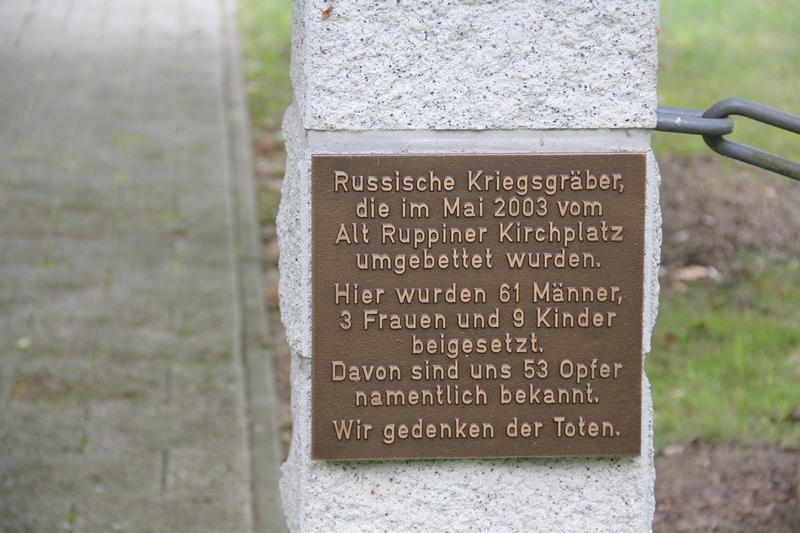 Russische Kriegsgräber,
die im Mai 2003 vom
Alt Ruppiner Kirchplatz
umgebettet wurden.
Hier wurden 61 Männer,
3 Frauen und 9 Kinder
beigesetzt.
Davon sind uns 53 Opfer
namentlich bekannt.
Wir gedenken der Toten.